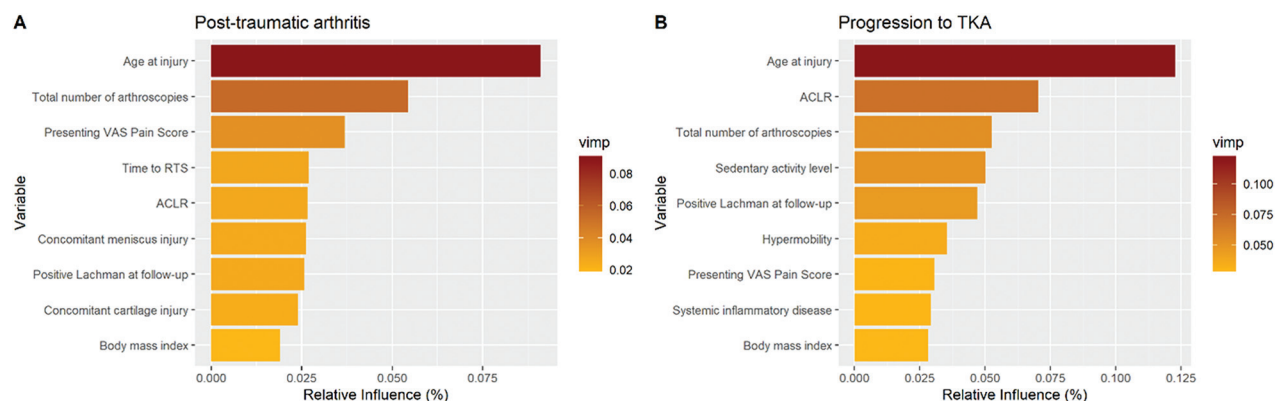 A
Post-traumatic arthritis
Variable
Age at injury
Total number of arthroscopies
Presenting VAS Pain Score
Time to RTS
ACLR
Concomitant meniscus injury
Positive Lachman at follow-up
Concomitant cartilage injury
Body mass index
0.000
0.025
0.050
0.075
Relative Influence (%)
vimp
0.08
0.06
0.04
0.02
B
Progression to TKA
Variable
Age at injury
ACLR
Total number of arthroscopies
Sedentary activity level
Positive Lachman at follow-up
Hypermobility
Presenting VAS Pain Score
Systemic inflammatory disease
Body mass index
0.000
0.025
0.050
0.075
0.100
0.125
Relative Influence (%)
vimp
0.100
0.075
0.050